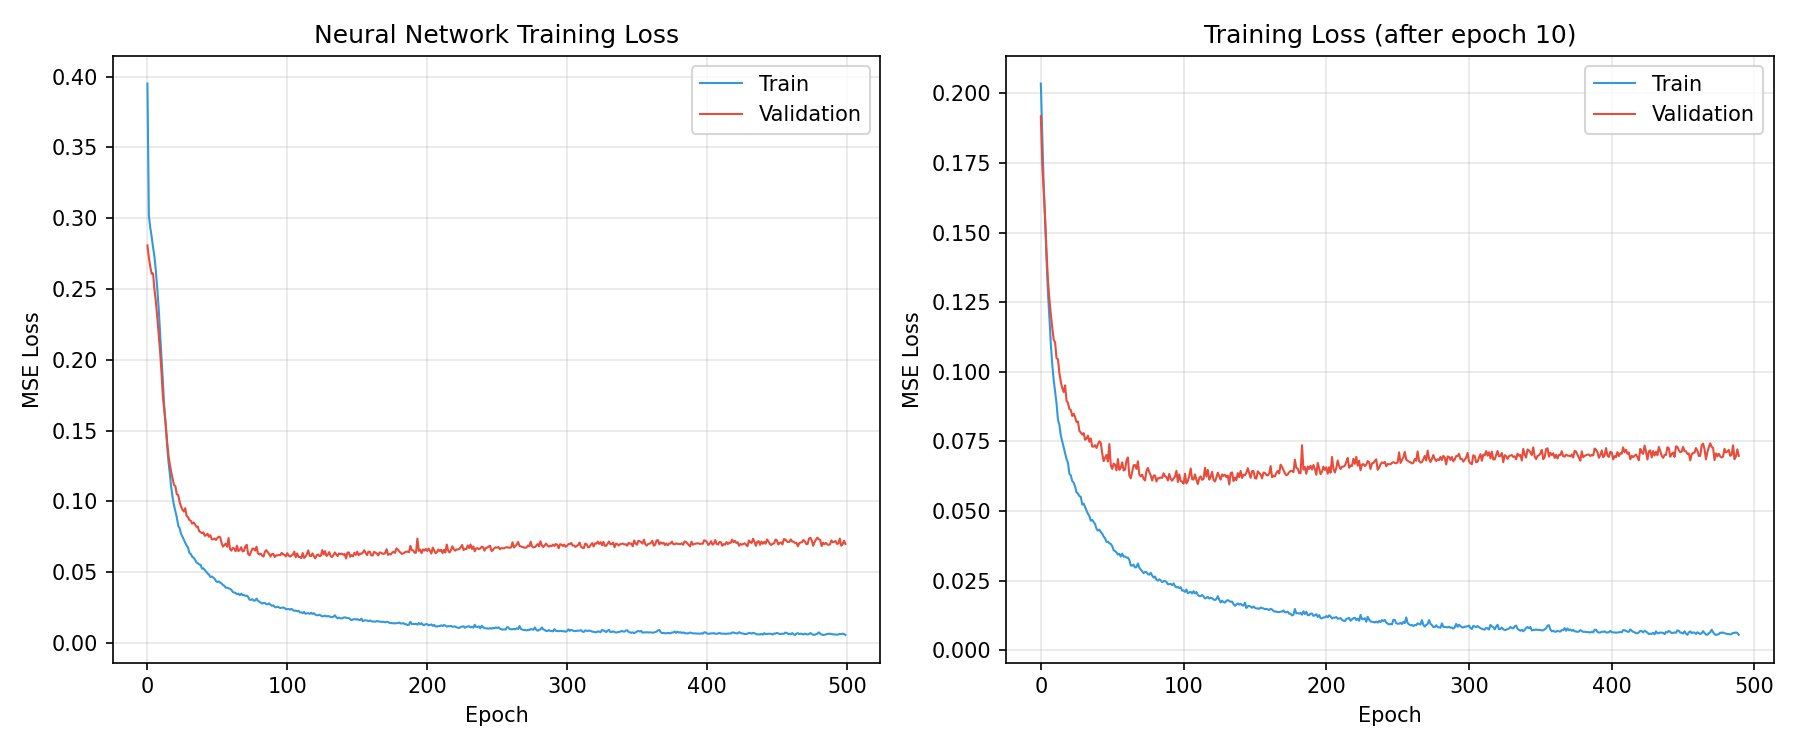 Neural Network Training Loss
0.40
0.35
0.30
0.25
0.20
0.15
0.10
0.05
0.00
MSE Loss
Train
Validation
0 100 200 300 400 500
Epoch
Training Loss (after epoch 10)
0.200
0.175
0.150
0.125
0.100
0.075
0.050
0.025
0.000
MSE Loss
Train
Validation
0 100 200 300 400 500
Epoch